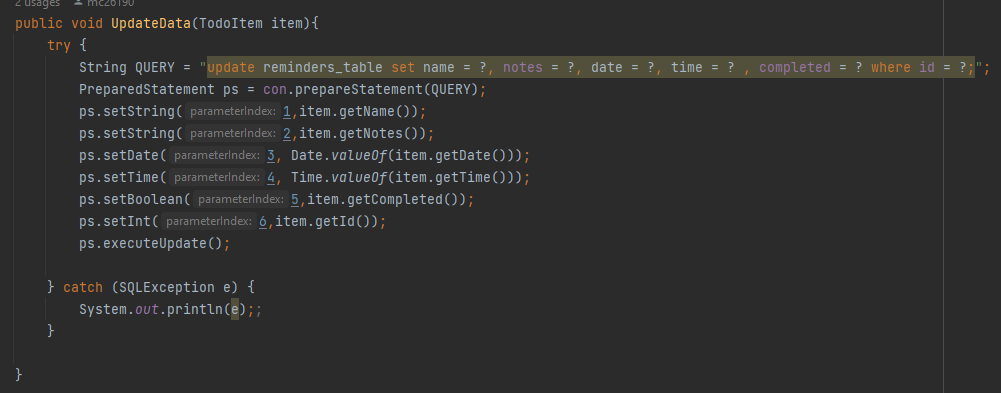 2 usages mc26190
public void UpdateData(TodoItem item){
try {
String QUERY = "update reminders_table set name = ?, notes = ?, date = ?, time = ? , completed = ? where id = ?;";
PreparedStatement ps = con.prepareStatement(QUERY);
ps.setString( parameterIndex: 1,item.getName());
ps.setString( parameterIndex: 2,item.getNotes());
ps.setDate( parameterIndex: 3, Date.valueOf(item.getDate()));
ps.setTime( parameterIndex: 4, Time.valueOf(item.getTime()));
ps.setBoolean( parameterIndex: 5,item.getCompleted());
ps.setInt( parameterIndex: 6,item.getId());
ps.executeUpdate();
} catch (SQLException e) {
System.out.println(e);;
}
}